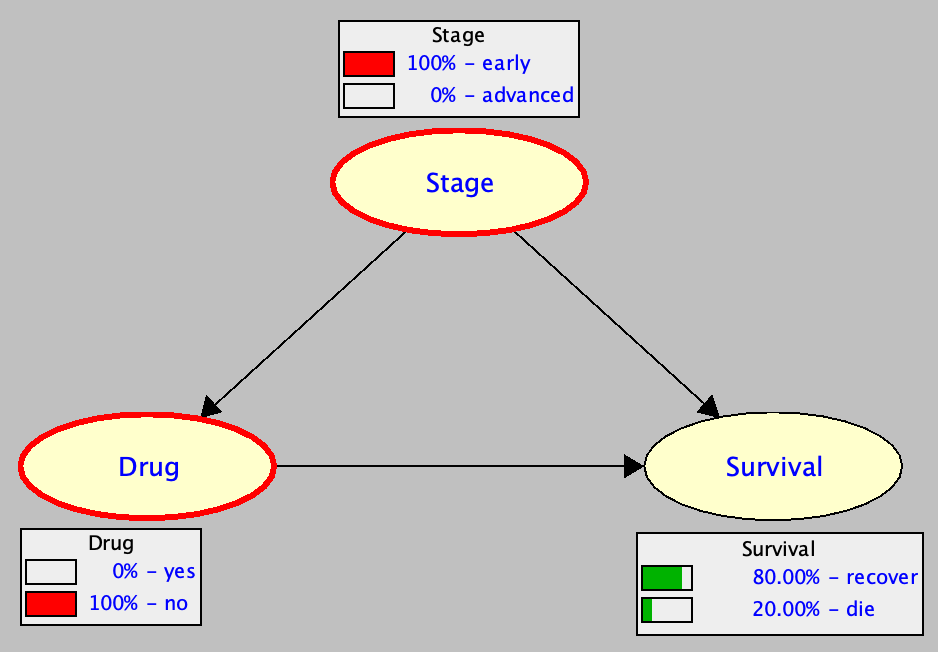 Stage
100% - early
0% - advanced
Stage
Drug
Survival
Drug
0% - yes
100% - no
Survival
80.00% - recover
20.00% - die